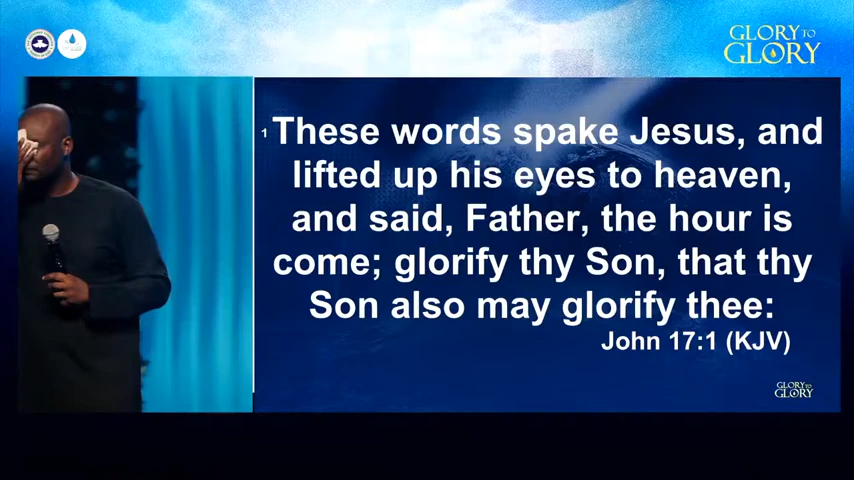 GLORY TO
GLORY
1 These words spake Jesus, and
lifted up his eyes to heaven,
and said, Father, the hour is
come; glorify thy Son, that thy
Son also may glorify thee:
John 17:1 (KJV)
GLORY TO
GLORY